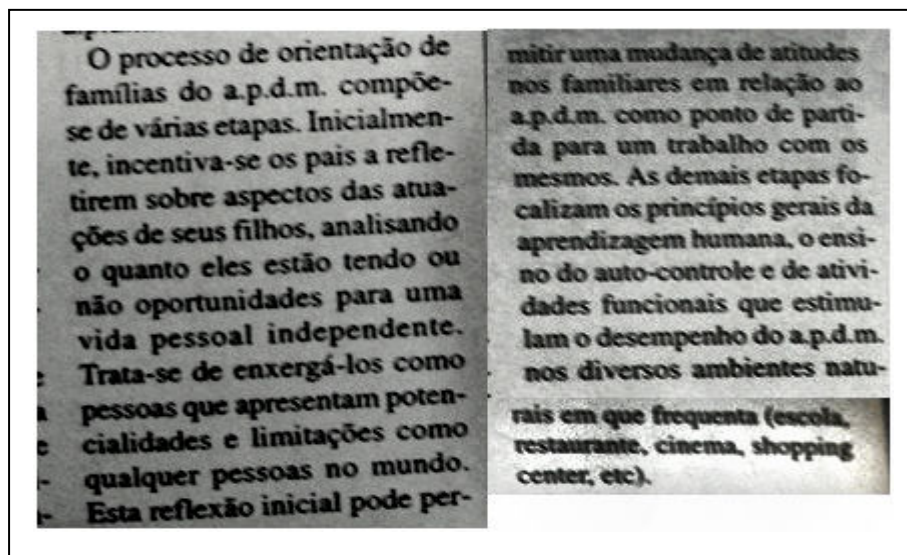 O processo de orientação de
famílias do a.p.d.m. compõe-
se de várias etapas. Inicialmen-
te, incentiva-se os pais a refle-
tirem sobre aspectos das atua-
ções de seus filhos, analisando
o quanto eles estão tendo ou
não oportunidades para uma
vida pessoal independente.
Trata-se de enxergá-los como
pessoas que apresentam poten-
cialidades e limitações como
qualquer pessoas no mundo.
Esta reflexão inicial pode per-
mitir uma mudança de atitudes
nos familiares em relação ao
a.p.d.m. como ponto de parti-
da para um trabalho com os
mesmos. As demais etapas fo-
calizam os princípios gerais da
aprendizagem humana, o ensi-
no do auto-controle e de ativi-
dades funcionais que estimu-
lam o desempenho do a.p.d.m.
nos diversos ambientes natu-
rais em que frequenta (escola,
restaurante, cinema, shopping
center, etc).